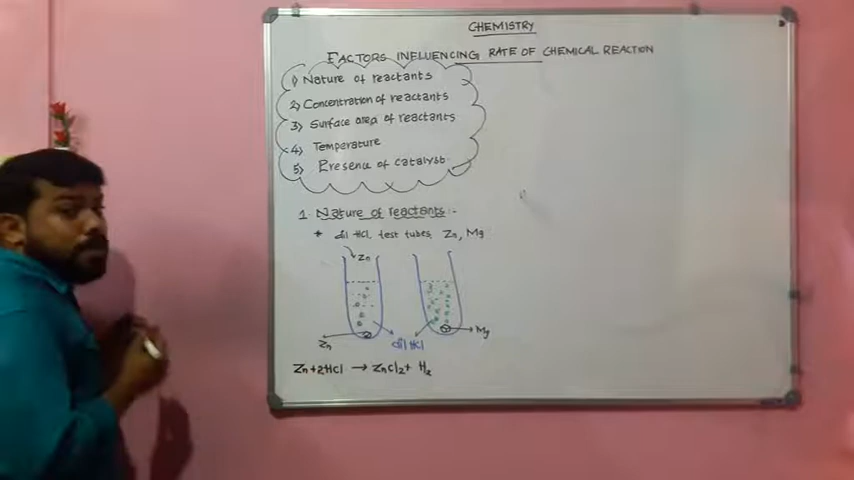 CHEMISTRY
FACTORS INFLUENCING RATE OF CHEMICAL REACTION
1) Nature of reactants
2) Concentration of reactants
3) Surface area of reactants
4) Temperature
5) Presence of catalyst
1. Nature of reactants :-
* dil HCl, test tubes, Zn, Mg
Zn
Zn dil HCl Mg
Zn+2HCl → ZnCl2+ H2